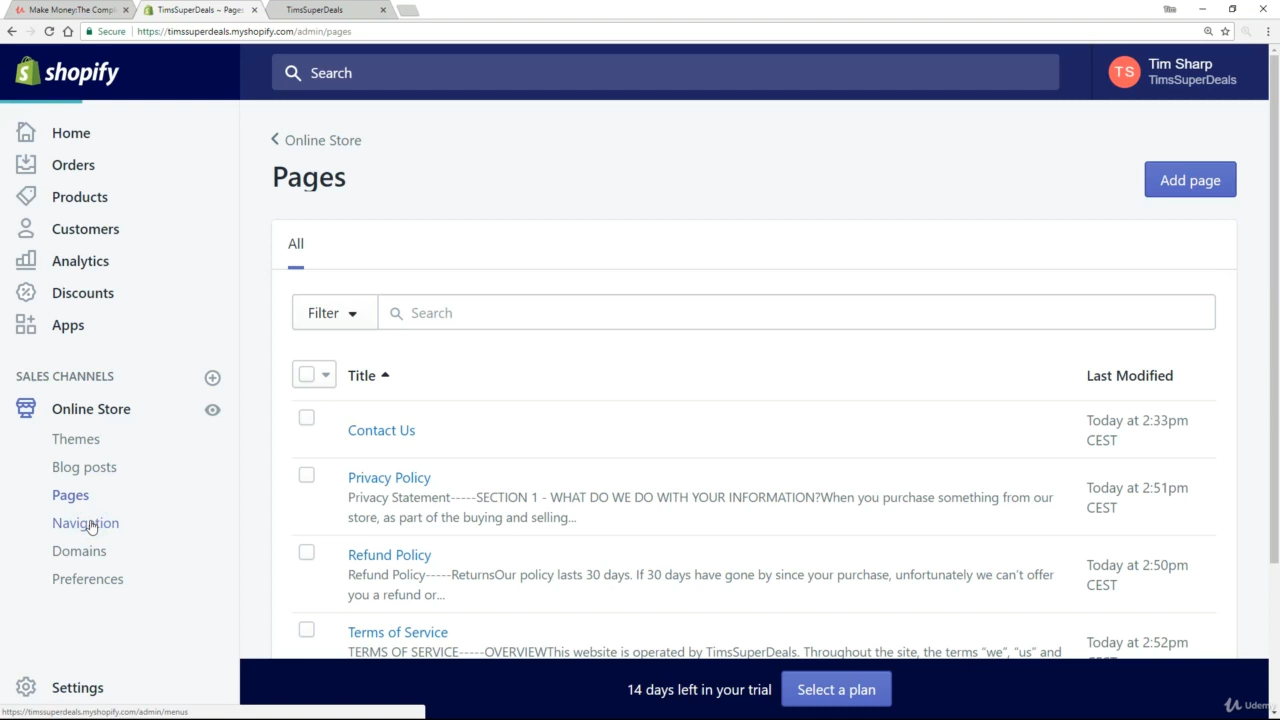 Make Money:The Compl
TimsSuperDeals ~ Pages
TimsSuperDeals
Secure
https://timssuperdeals.myshopify.com/admin/pages
shopify
Search
TS
Tim Sharp
TimsSuperDeals
Home
Orders
Products
Customers
Analytics
Discounts
Apps
SALES CHANNELS
Online Store
Themes
Blog posts
Pages
Navigation
Domains
Preferences
Settings
Online Store
Pages
Add page
All
Filter
Search
Title
Last Modified
Contact Us
Today at 2:33pm
CEST
Privacy Policy
Privacy Statement-----SECTION 1 - WHAT DO WE DO WITH YOUR INFORMATION?When you purchase something from our
store, as part of the buying and selling...
Today at 2:51pm
CEST
Refund Policy
Refund Policy-----ReturnsOur policy lasts 30 days. If 30 days have gone by since your purchase, unfortunately we can't offer
you a refund or...
Today at 2:50pm
CEST
Terms of Service
TERMS OF SERVICE-----OVERVIEWThis website is operated by TimsSuperDeals. Throughout the site, the terms “we”, “us” and
Today at 2:52pm
14 days left in your trial
Select a plan
https://timssuperdeals.myshopify.com/admin/menus
Udemy